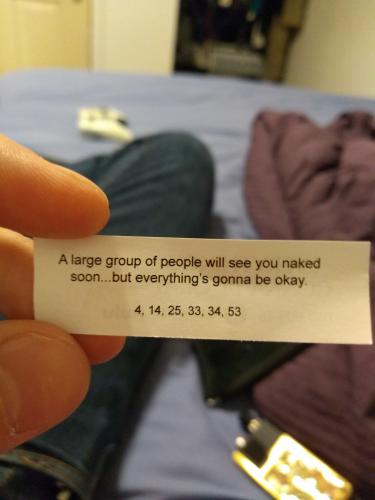 A large group of people will see you naked
soon...but everything's gonna be okay.
4, 14, 25, 33, 34, 53